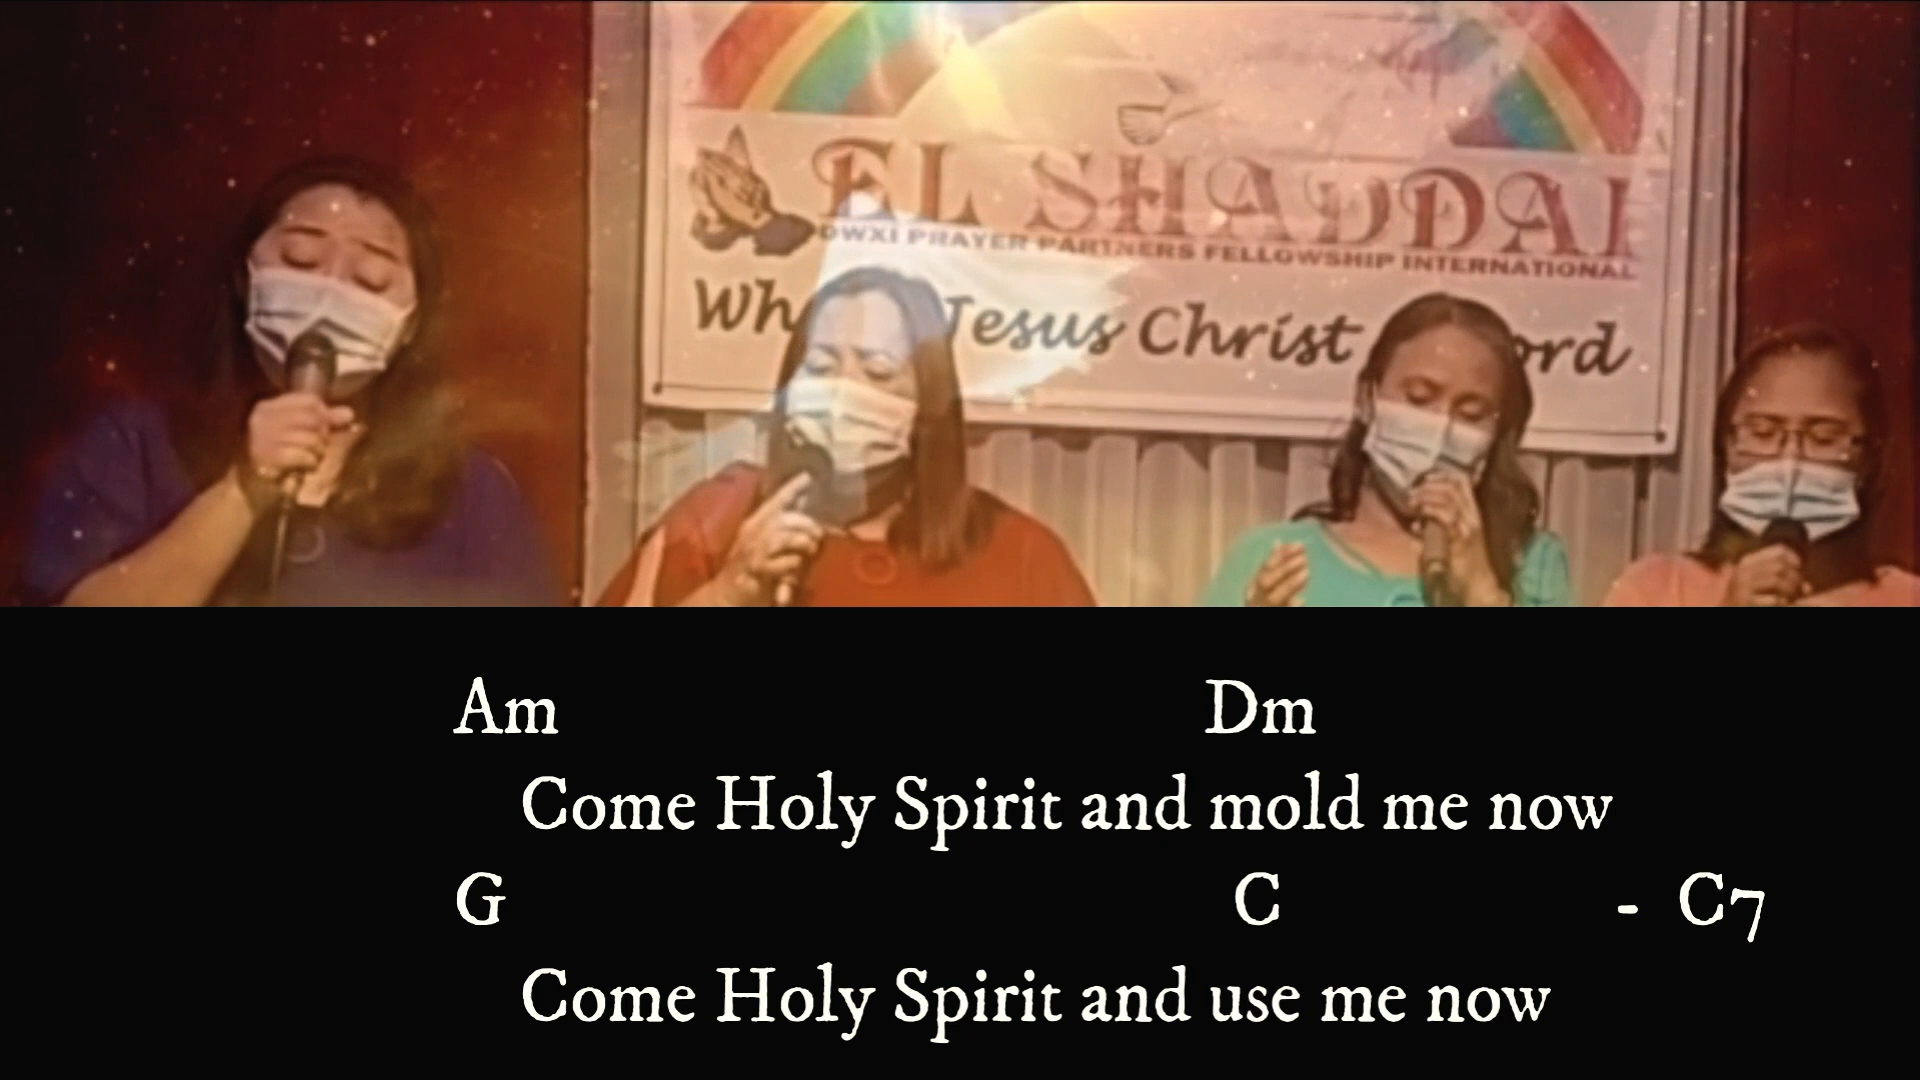 EL SHADDAI
DWXI PRAYER PARTNERS FELLOWSHIP INTERNATIONAL
Jesus Christ
Am Dm
Come Holy Spirit and mold me now
G C - C7
Come Holy Spirit and use me now